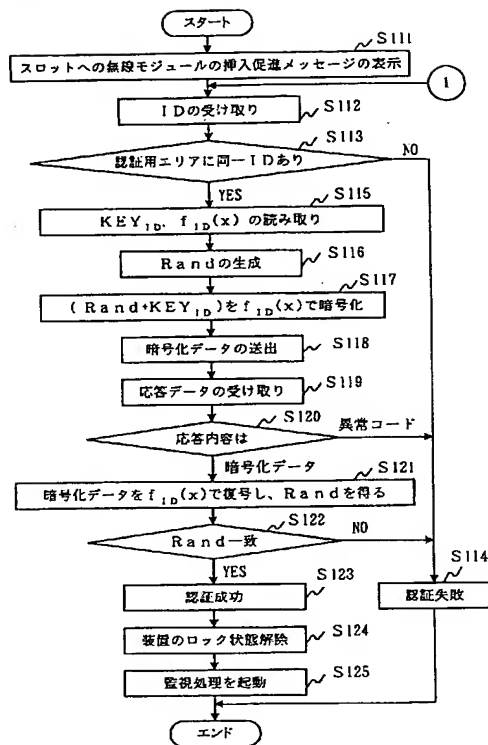 スタート
S111
スロットへの無線モジュールの挿入促進メッセージの表示
1
IDの受け取り
S112
S113
認証用エリアに同一IDあり
NO
YES
S115
KEY_ID、f_ID(x)の読み取り
S116
Randの生成
S117
(Rand+KEY_ID)をf_ID(x)で暗号化
暗号化データの送出
S118
応答データの受け取り
S119
S120
応答内容は
異常コード
暗号化データ
S121
暗号化データをf_ID(x)で復号し、Randを得る
S122
Rand一致
NO
YES
S114
認証失敗
認証成功
S123
装置のロック状態解除
S124
監視処理を起動
S125
エンド